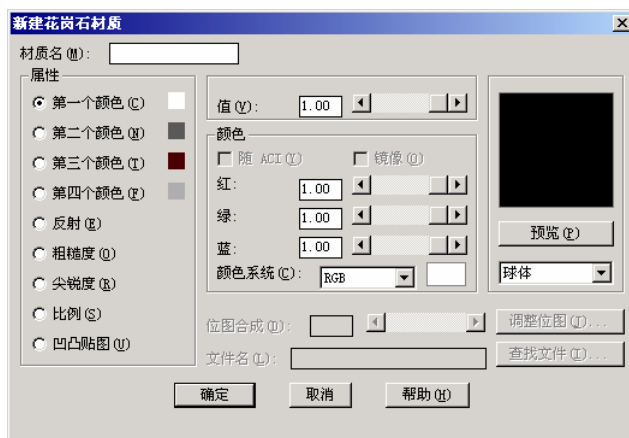 新建花岗石材质
材质名(M):
属性
第一个颜色(C)
第二个颜色(N)
第三个颜色(T)
第四个颜色(F)
反射(E)
粗糙度(O)
尖锐度(R)
比例(S)
凹凸贴图(U)
值(V): 1.00
颜色
随 ACI(Y) 镜像(O)
红: 1.00
绿: 1.00
蓝: 1.00
颜色系统(C): RGB
位图合成(D):
文件名(L):
预览(P)
球体
调整位图(J)...
查找文件(I)...
确定 取消 帮助(H)